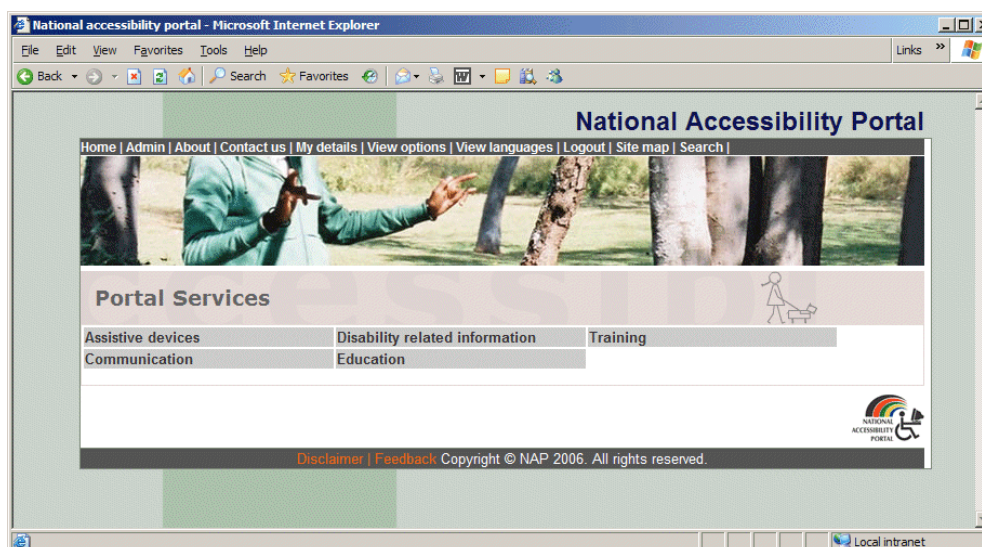 National accessibility portal - Microsoft Internet Explorer
File Edit View Favorites Tools Help Links »
Back Search Favorites W
National Accessibility Portal
Home | Admin | About | Contact us | My details | View options | View languages | Logout | Site map | Search |
ccessibi
Portal Services
Assistive devices Disability related information Training
Communication Education
NATIONAL
ACCESSIBILITY
PORTAL
Disclaimer | Feedback Copyright © NAP 2006. All rights reserved.
Local intranet